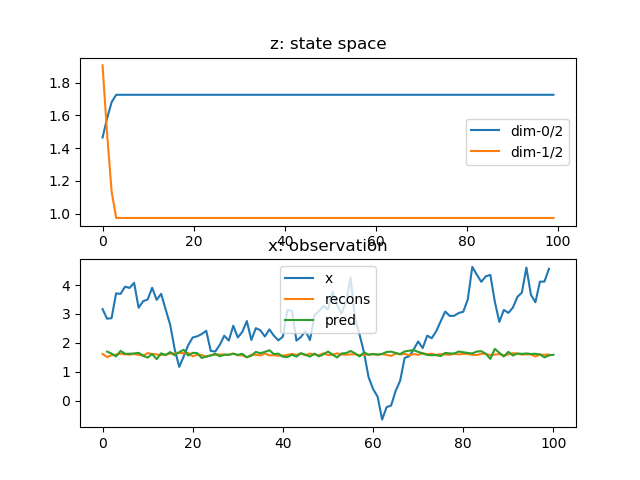 z: state space
1.8
1.6
1.4
1.2
1.0
dim-0/2
dim-1/2
0 20 40 60 80 100
x: observation
4
3
2
1
0
x
recons
pred
0 20 40 60 80 100